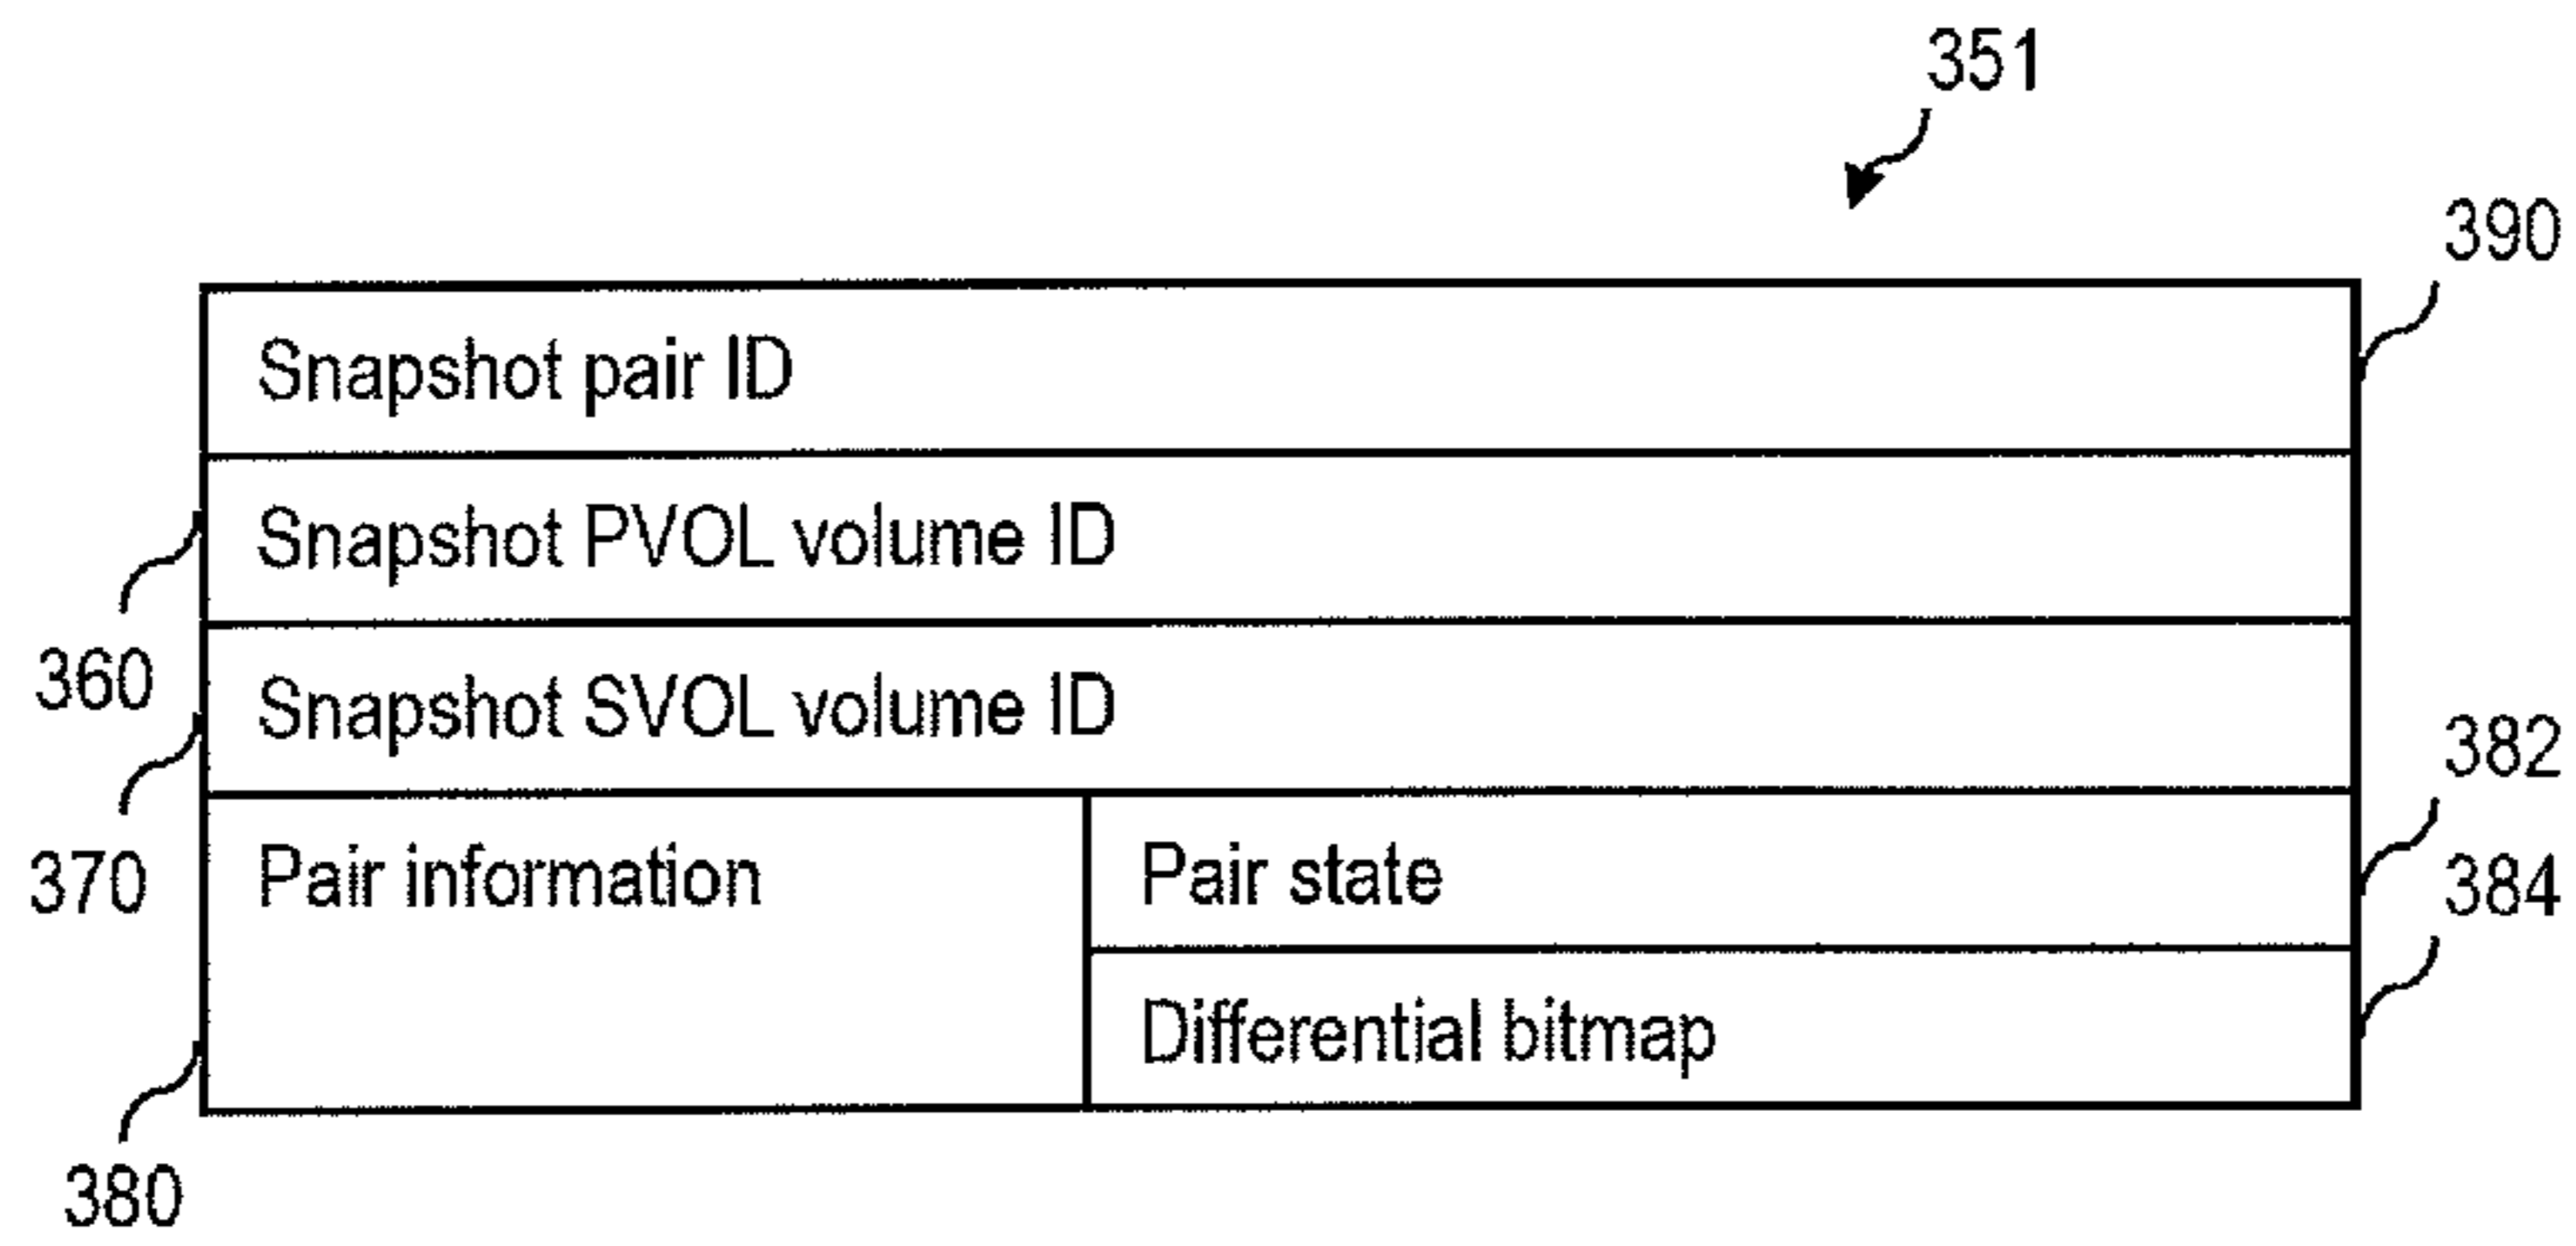 351
390
Snapshot pair ID
Snapshot PVOL volume ID
360
Snapshot SVOL volume ID
382
370
Pair information
Pair state
384
Differential bitmap
380